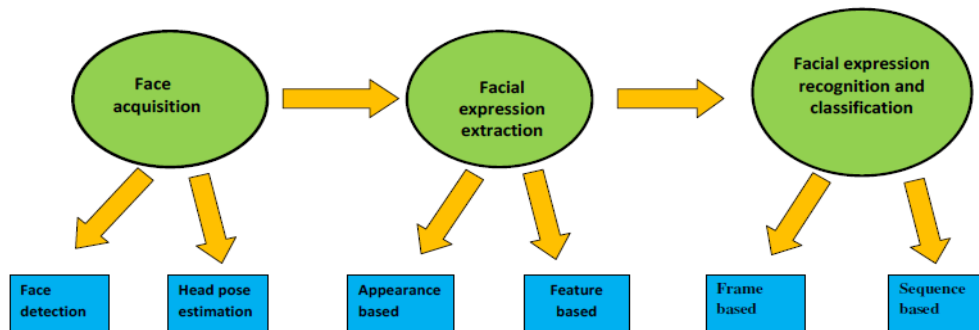 Face
acquisition
Facial
expression
extraction
Facial expression
recognition and
classification
Face
detection
Head pose
estimation
Appearance
based
Feature
based
Frame
based
Sequence
based